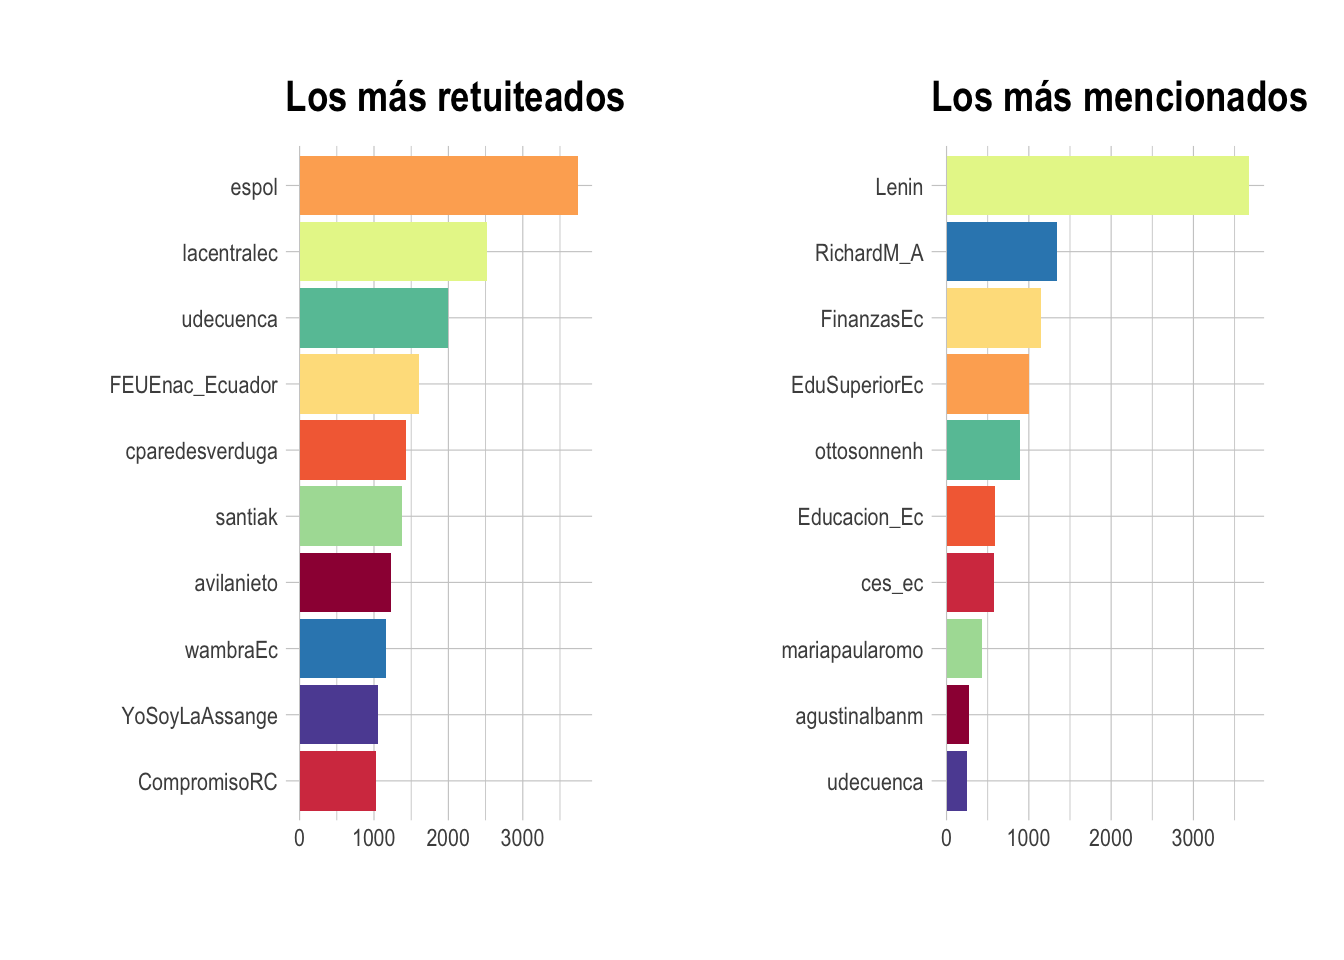 Los más retuiteados
espol
lacentralec
udecuenca
FEUEnac_Ecuador
cparedesverduga
santiak
avilanieto
wambraEc
YoSoyLaAssange
CompromisoRC
0 1000 2000 3000
Los más mencionados
Lenin
RichardM_A
FinanzasEc
EduSuperiorEc
ottosonnenh
Educacion_Ec
ces_ec
mariapaularomo
agustinalbanm
udecuenca
0 1000 2000 3000